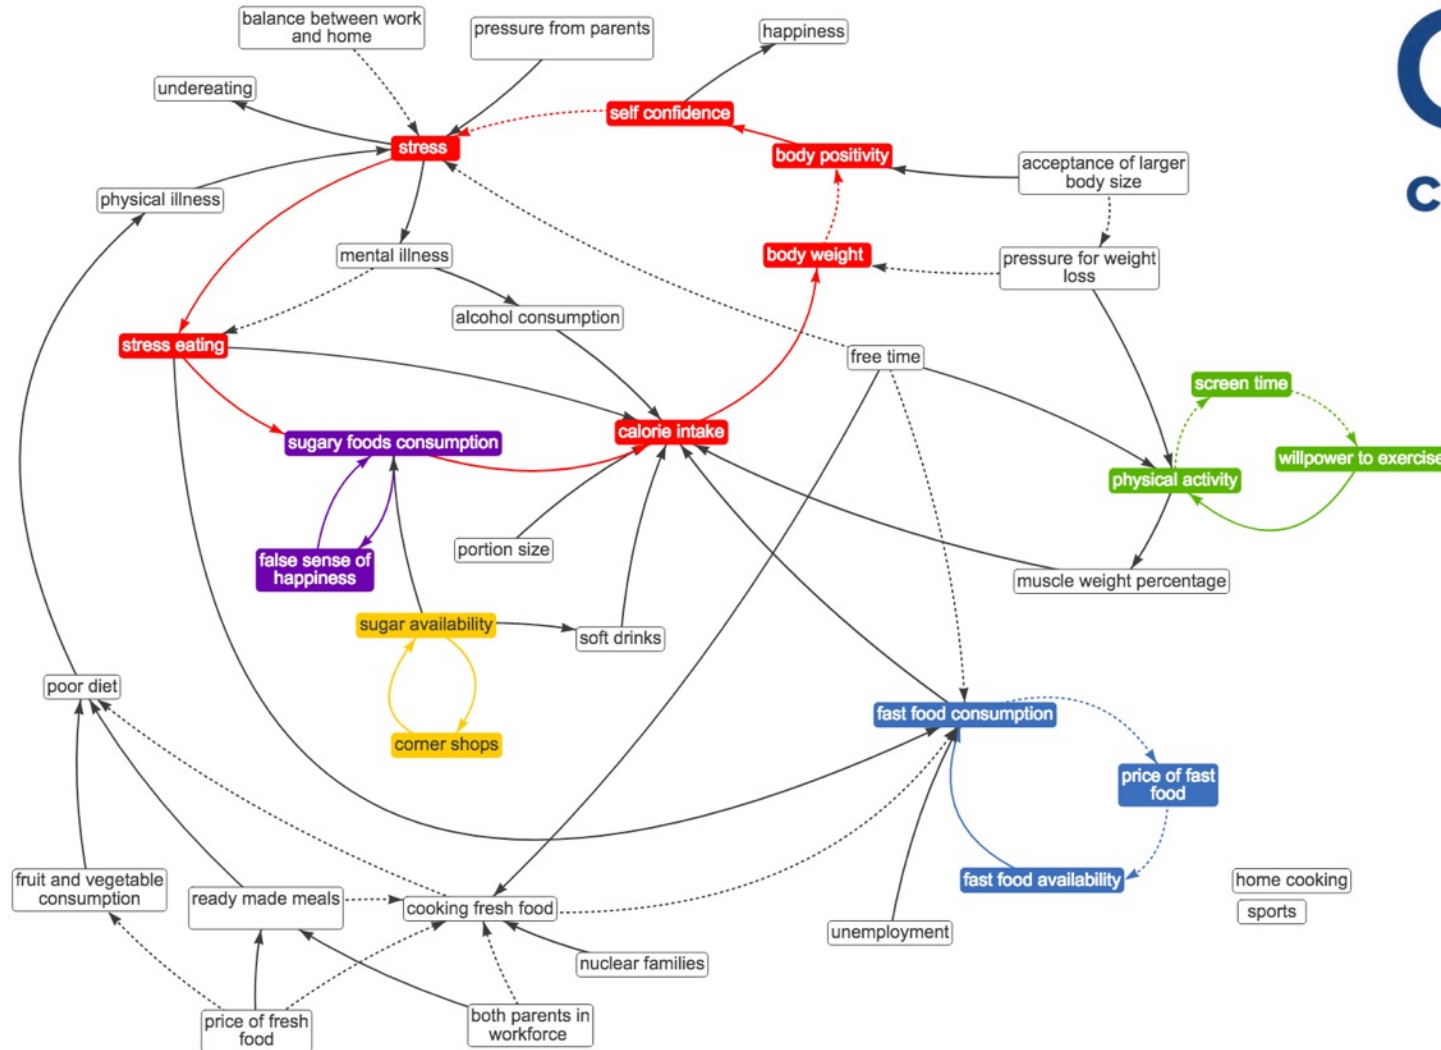 balance between work
and home
pressure from parents
happiness
undereating
self confidence
stress
body positivity
acceptance of larger
body size
physical illness
mental illness
body weight
pressure for weight
loss
alcohol consumption
stress eating
free time
screen time
calorie intake
sugary foods consumption
willpower to exercise
physical activity
portion size
false sense of
happiness
muscle weight percentage
sugar availability
soft drinks
poor diet
fast food consumption
corner shops
price of fast
food
fast food availability
home cooking
fruit and vegetable
consumption
ready made meals
cooking fresh food
sports
unemployment
nuclear families
price of fresh
food
both parents in
workforce